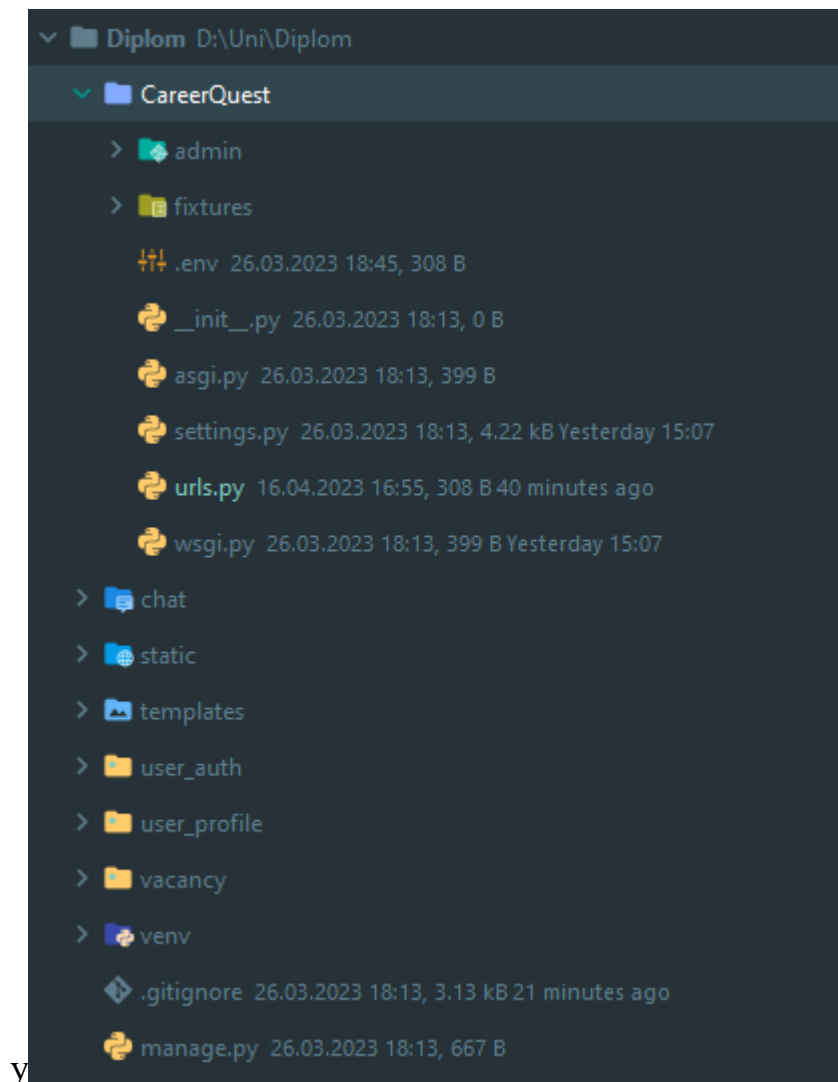 Diplom D:\Uni\Diplom
CareerQuest
admin
fixtures
.env 26.03.2023 18:45, 308 B
__init__.py 26.03.2023 18:13, 0 B
asgi.py 26.03.2023 18:13, 399 B
settings.py 26.03.2023 18:13, 4.22 kB Yesterday 15:07
urls.py 16.04.2023 16:55, 308 B 40 minutes ago
wsgi.py 26.03.2023 18:13, 399 B Yesterday 15:07
chat
static
templates
user_auth
user_profile
vacancy
venv
.gitignore 26.03.2023 18:13, 3.13 kB 21 minutes ago
manage.py 26.03.2023 18:13, 667 B
y